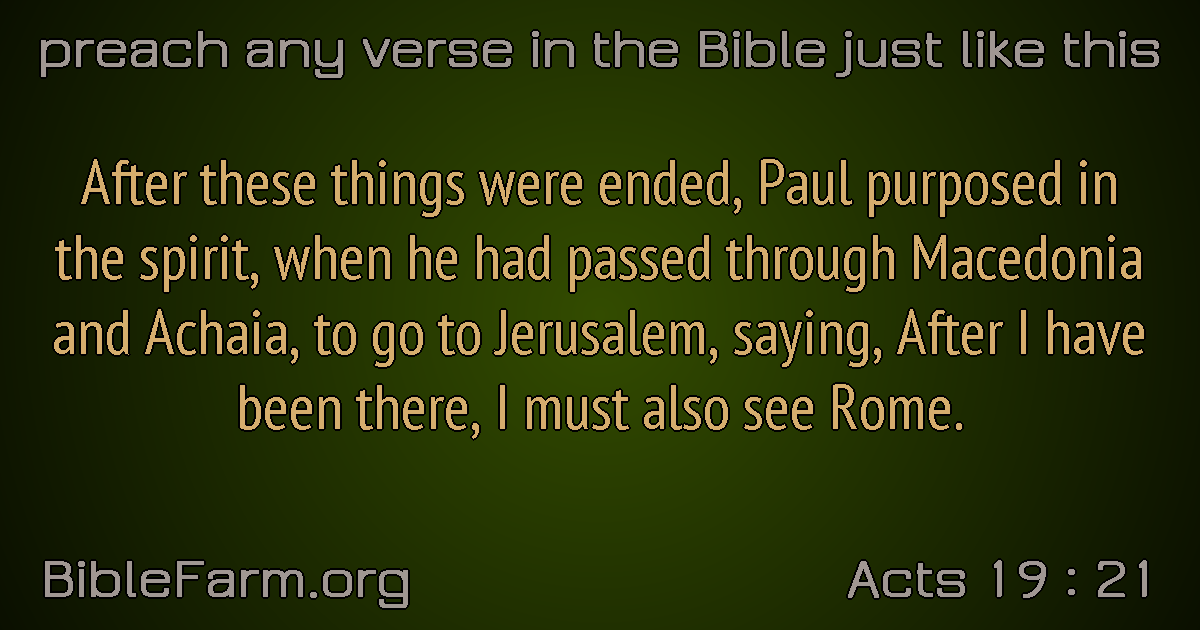 preach any verse in the Bible just like this
After these things were ended, Paul purposed in
the spirit, when he had passed through Macedonia
and Achaia, to go to Jerusalem, saying, After I have
been there, I must also see Rome.
BibleFarm.org
Acts 19 : 21